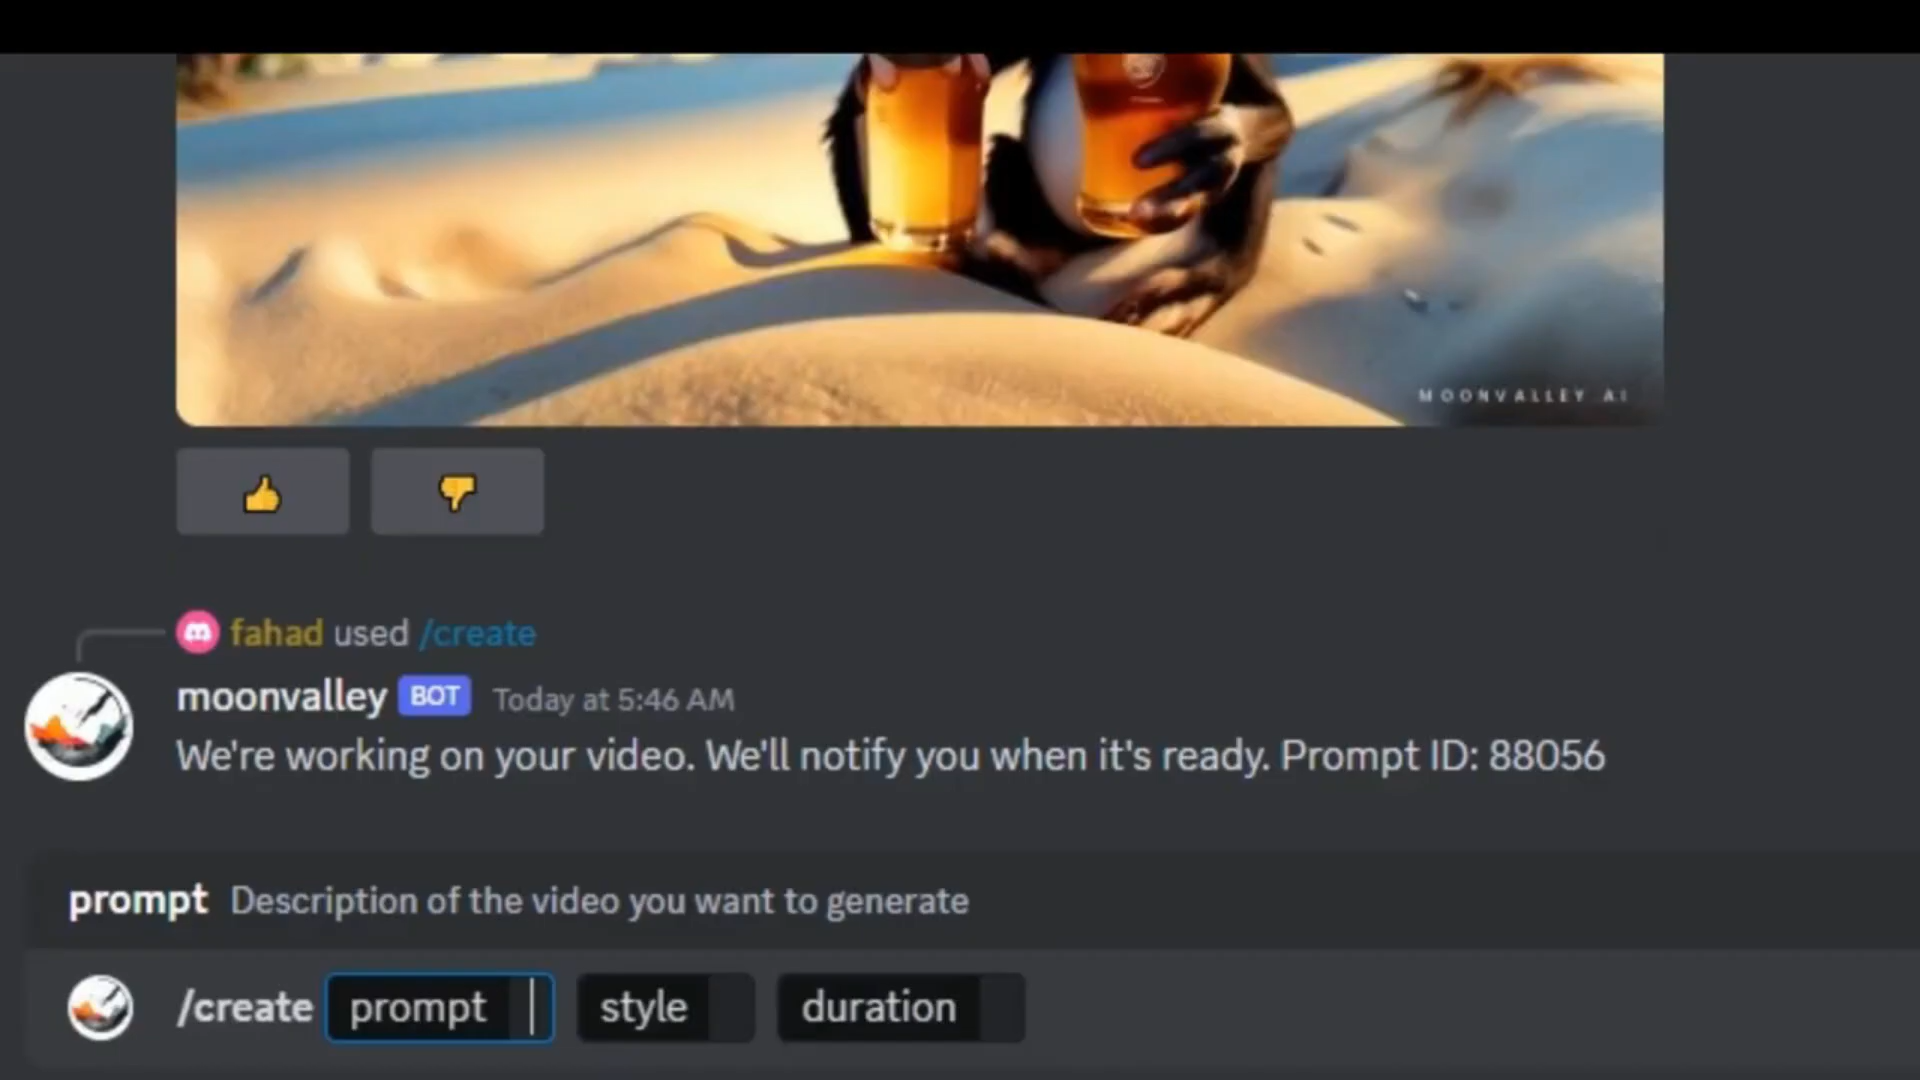 MOONVALLEY AI
fahad used /create
moonvalley BOT Today at 5:46 AM
We're working on your video. We'll notify you when it's ready. Prompt ID: 88056
prompt Description of the video you want to generate
/create prompt style duration